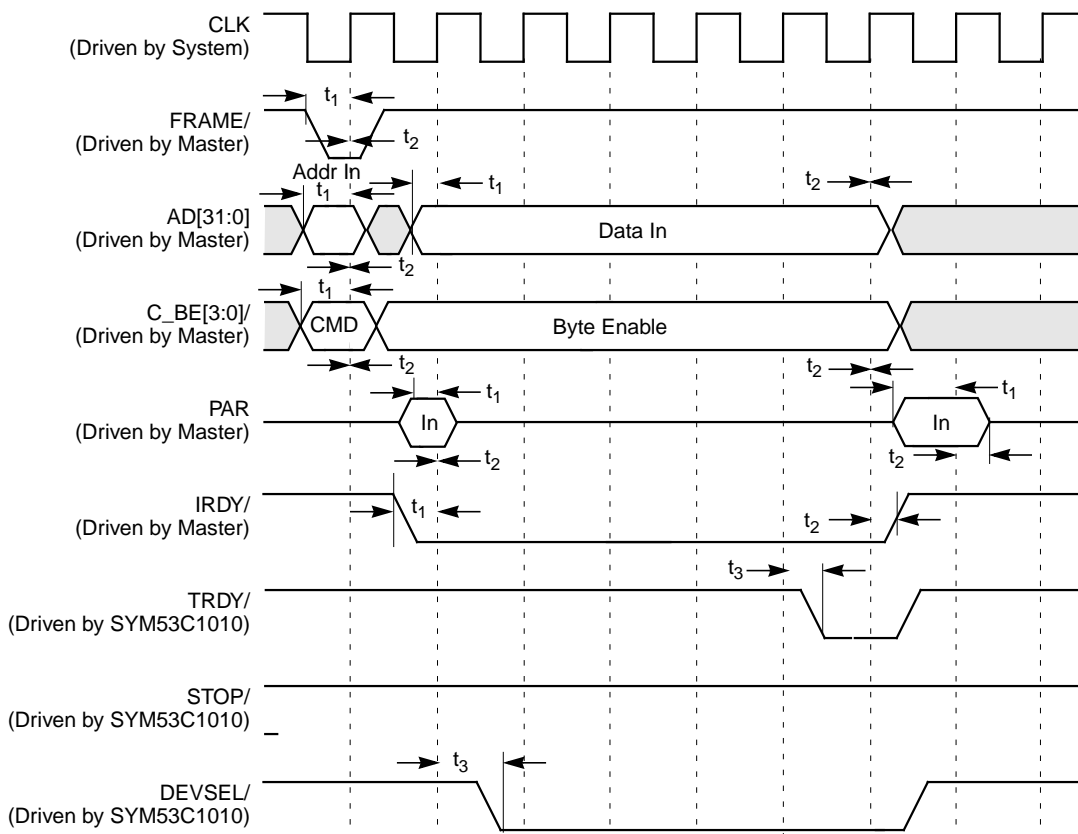 CLK
(Driven by System)
t1
FRAME/
(Driven by Master)
t2
Addr In
t1
t1
t2
AD[31:0]
(Driven by Master)
Data In
t2
t1
C_BE[3:0]/
(Driven by Master)
CMD
Byte Enable
t2
t2
t1
t1
PAR
(Driven by Master)
In
In
t2
t2
IRDY/
(Driven by Master)
t1
t2
t3
TRDY/
(Driven by SYM53C1010)
STOP/
(Driven by SYM53C1010)
t3
DEVSEL/
(Driven by SYM53C1010)